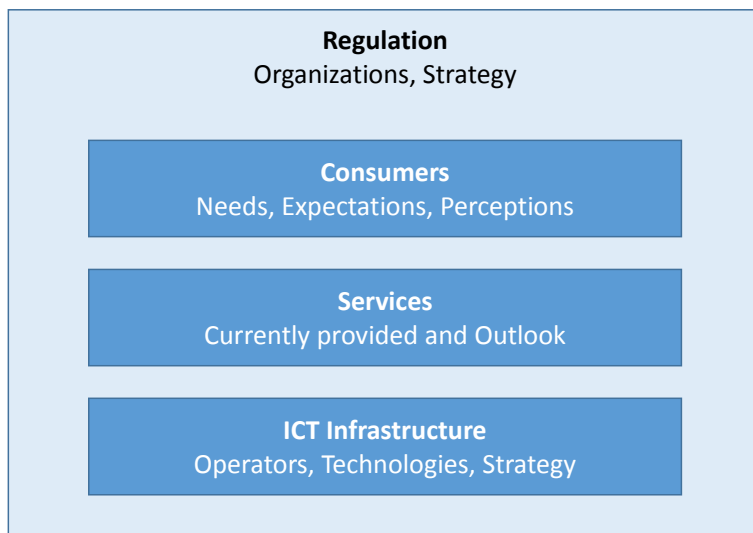 Regulation
Organizations, Strategy
Consumers
Needs, Expectations, Perceptions
Services
Currently provided and Outlook
ICT Infrastructure
Operators, Technologies, Strategy